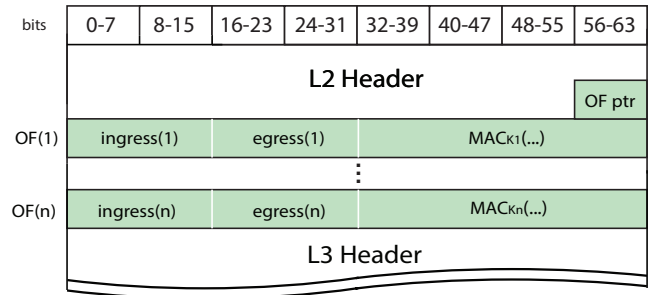 bits 0-7 8-15 16-23 24-31 32-39 40-47 48-55 56-63
L2 Header
OF ptr
OF(1) ingress(1) egress(1) MACK1(...)
⋮
OF(n) ingress(n) egress(n) MACKn(...)
L3 Header